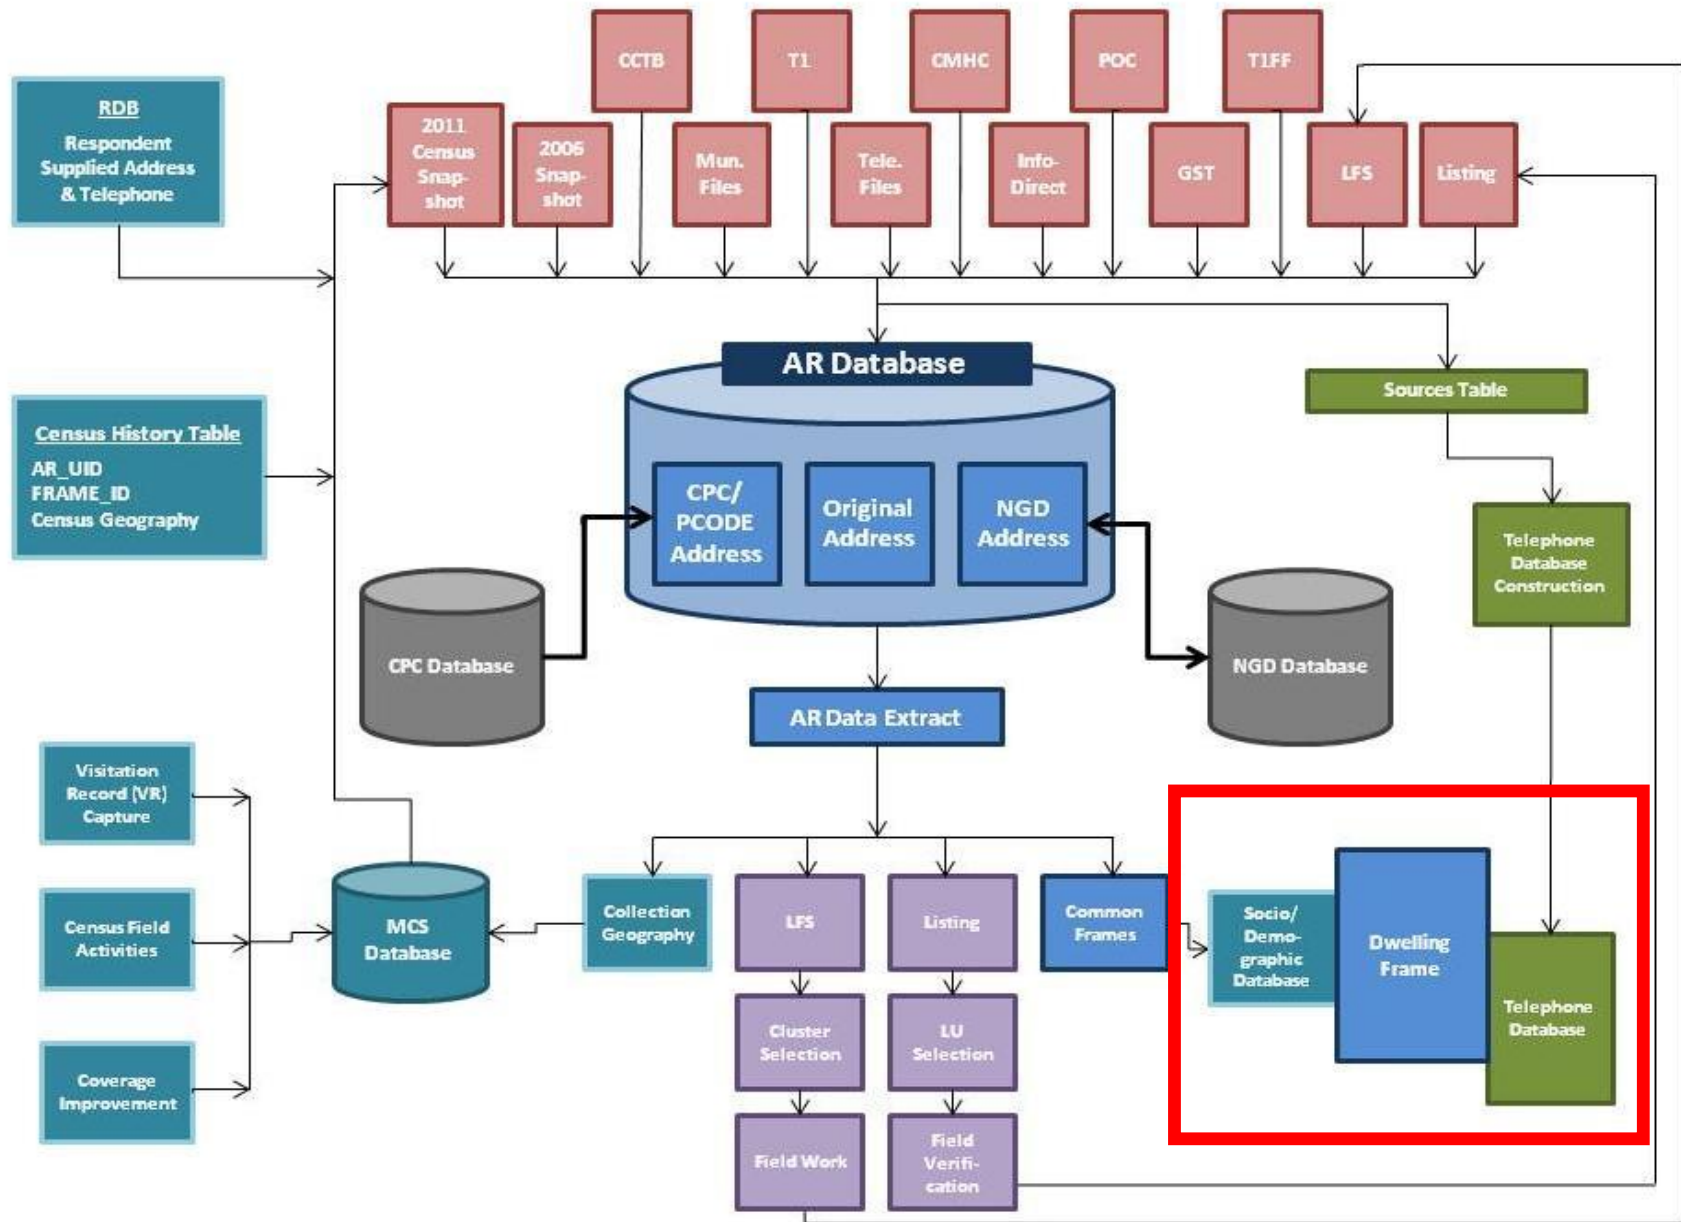 CCTB
T1
CMHC
POC
T1FF
RDB
Respondent
Supplied Address
& Telephone
2011
Census
Snap-
shot
2006
Snap-
shot
Mun.
Files
Tele.
Files
Info-
Direct
GST
LFS
Listing
AR Database
Sources Table
Census History Table
AR_UID
FRAME_ID
Census Geography
CPC/
PCODE
Address
Original
Address
NGD
Address
Telephone
Database
Construction
CPC Database
NGD Database
AR Data Extract
Visitation
Record (VR)
Capture
Census Field
Activities
Coverage
Improvement
MCS
Database
Collection
Geography
LFS
Listing
Common
Frames
Socio/
Demo-
graphic
Database
Dwelling
Frame
Telephone
Database
Cluster
Selection
LU
Selection
Field Work
Field
Verifi-
cation